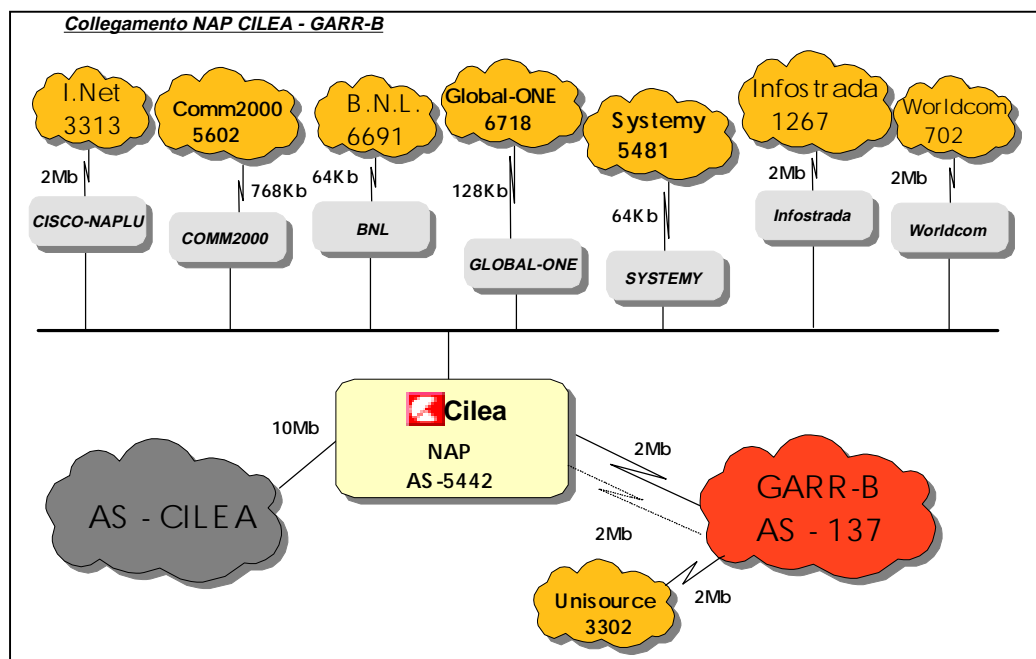 Collegamento NAP CILEA - GARR-B
I.Net
3313
Comm2000
5602
B.N.L.
6691
Global-ONE
6718
Systemy
5481
Infostrada
1267
Worldcom
702
2Mb
768Kb
64Kb
128Kb
64Kb
2Mb
2Mb
CISCO-NAPLU
COMM2000
BNL
GLOBAL-ONE
SYSTEMY
Infostrada
Worldcom
Cilea
NAP
AS-5442
10Mb
2Mb
AS - CILEA
GARR-B
AS - 137
2Mb
2Mb
Unisource
3302